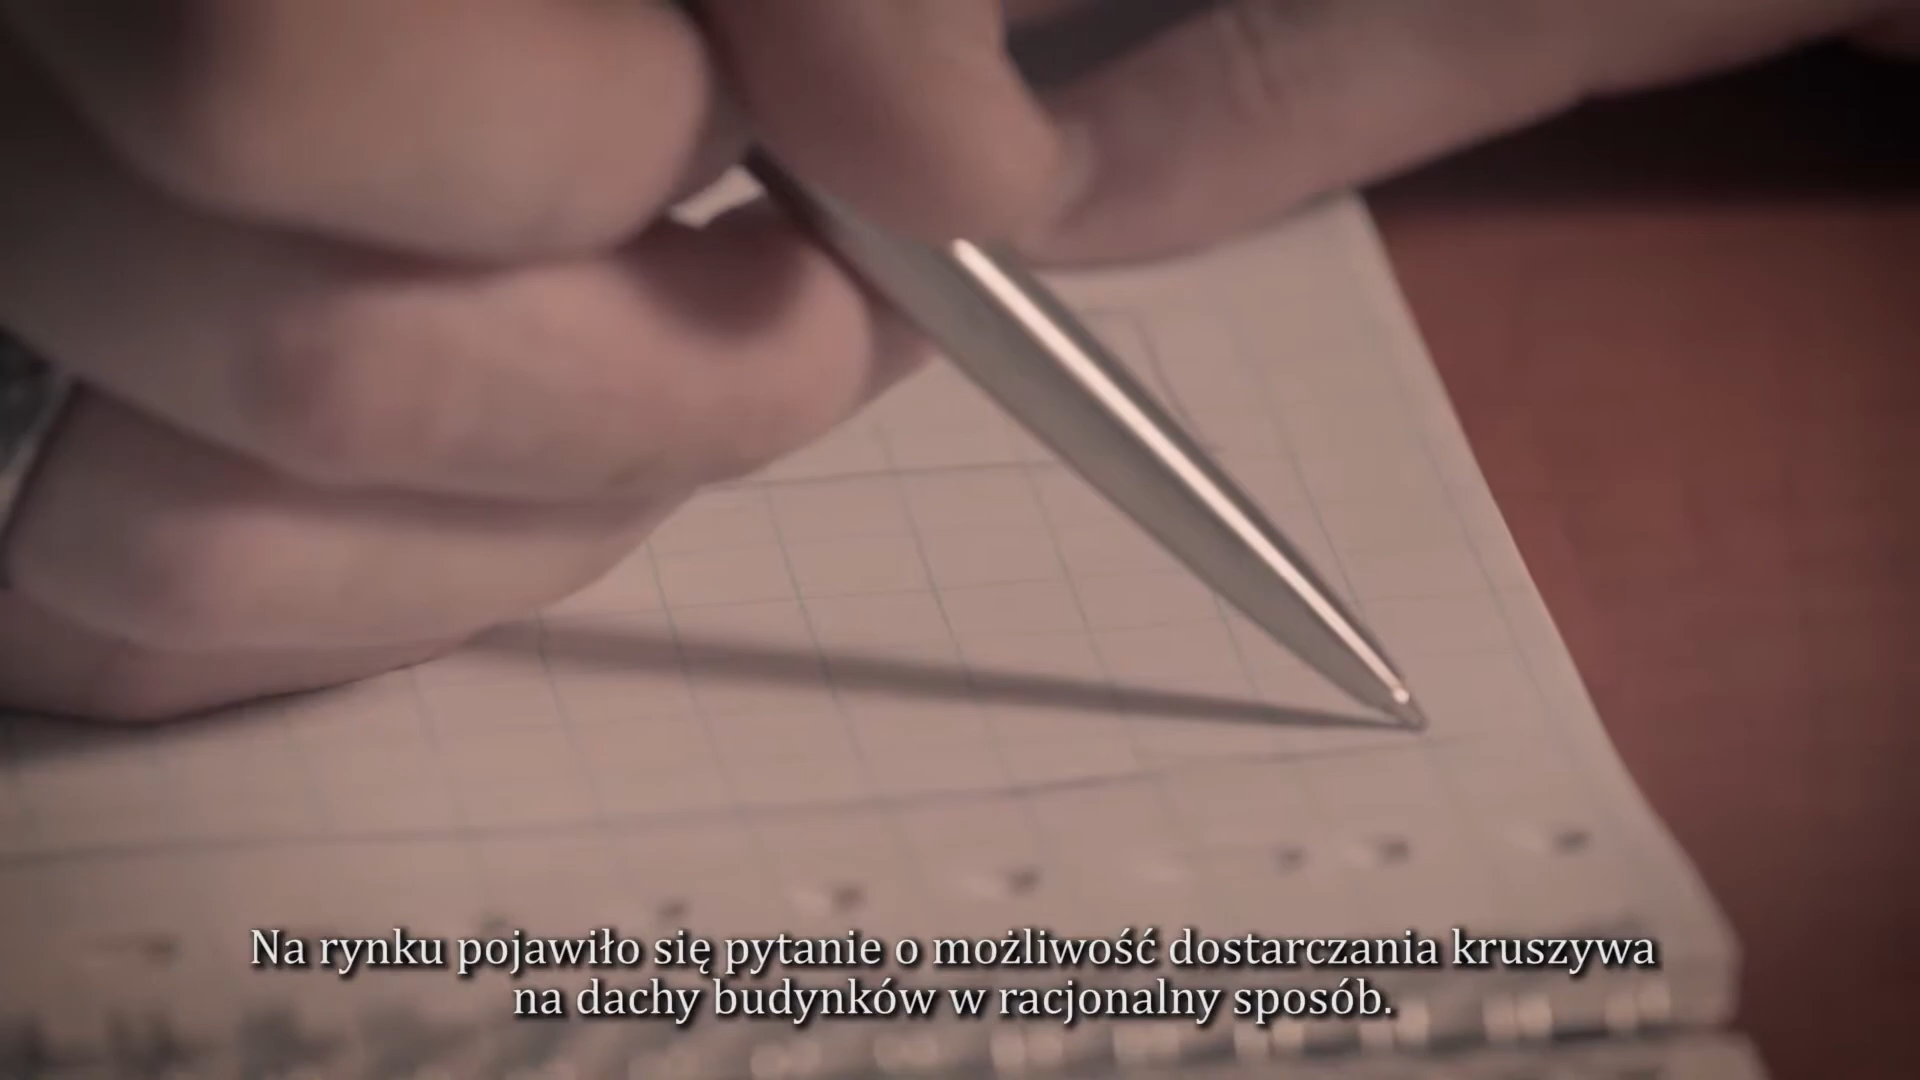 Na rynku pojawiło się pytanie o możliwość dostarczania kruszywa
na dachy budynków w racjonalny sposób.